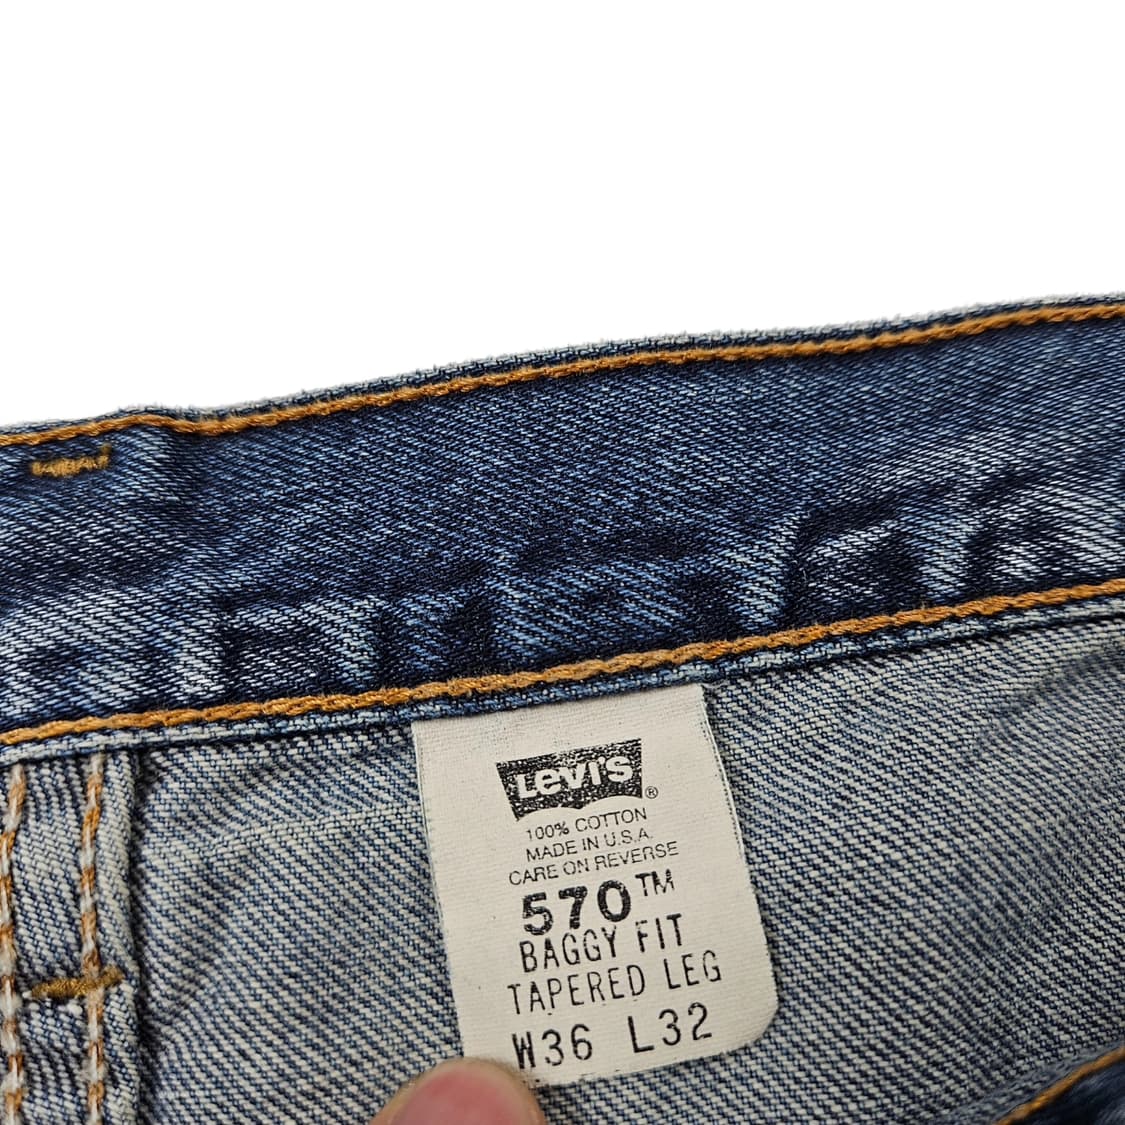 LEVI'S ®
100% COTTON
MADE IN U.S.A.
CARE ON REVERSE
570™
BAGGY FIT
TAPERED LEG
W36 L32